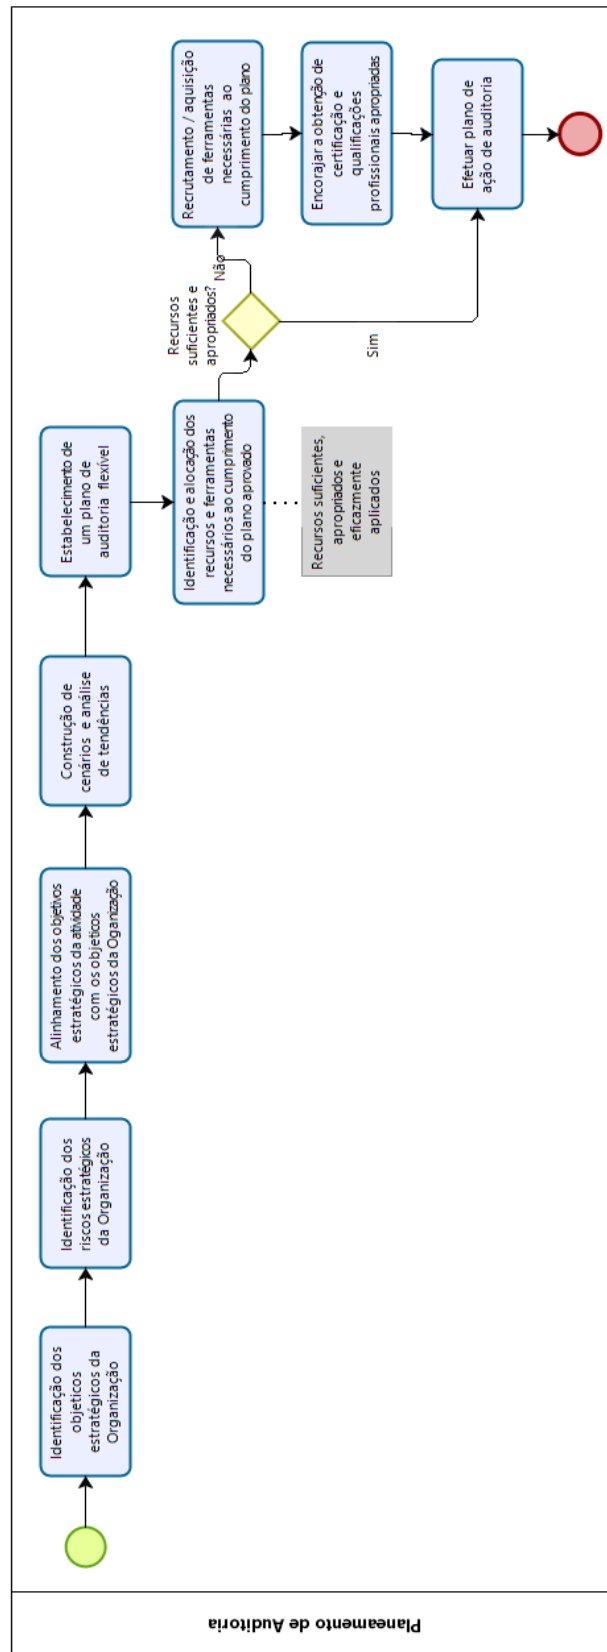 Planeamento de Auditoria
Identificação dos
objeticos
estratégicos da
Organização
Identificação dos
riscos estratégicos
da Organização
Alinhamento dos objetivos
estratégicos da atividade
com os objeticos
estratégicos da Oganização
Construção de
cenários e análise
de tendências
Estabelecimento de
um plano de
auditoria flexível
Identificação e alocação dos
recursos e ferramentas
necessários ao cumprimento
do plano aprovado
Recursos suficientes,
apropriados e
eficazmente
aplicados
Recursos
suficientes e
apropriados?
Não
Sim
Recrutamento / aquisição
de ferramentas
necessárias ao
cumprimento do plano
Encorajar a obtenção de
certificação e
qualificações
profissionais apropriadas
Efetuar plano de
ação de auditoria